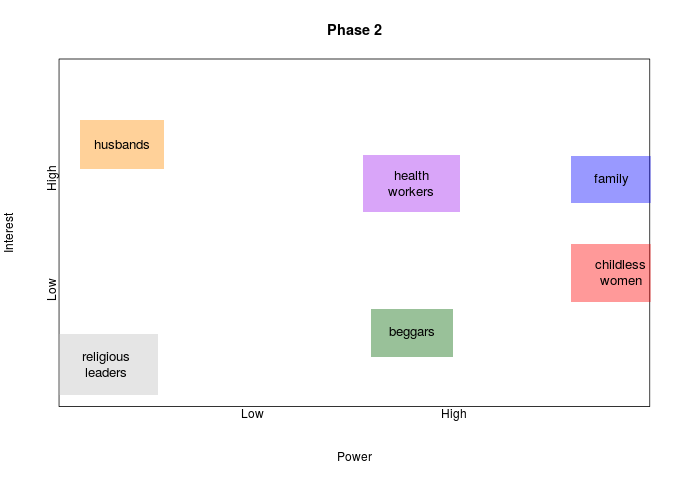 Phase 2
husbands
health
workers
family
High
Interest
childless
women
Low
beggars
religious
leaders
Low
High
Power